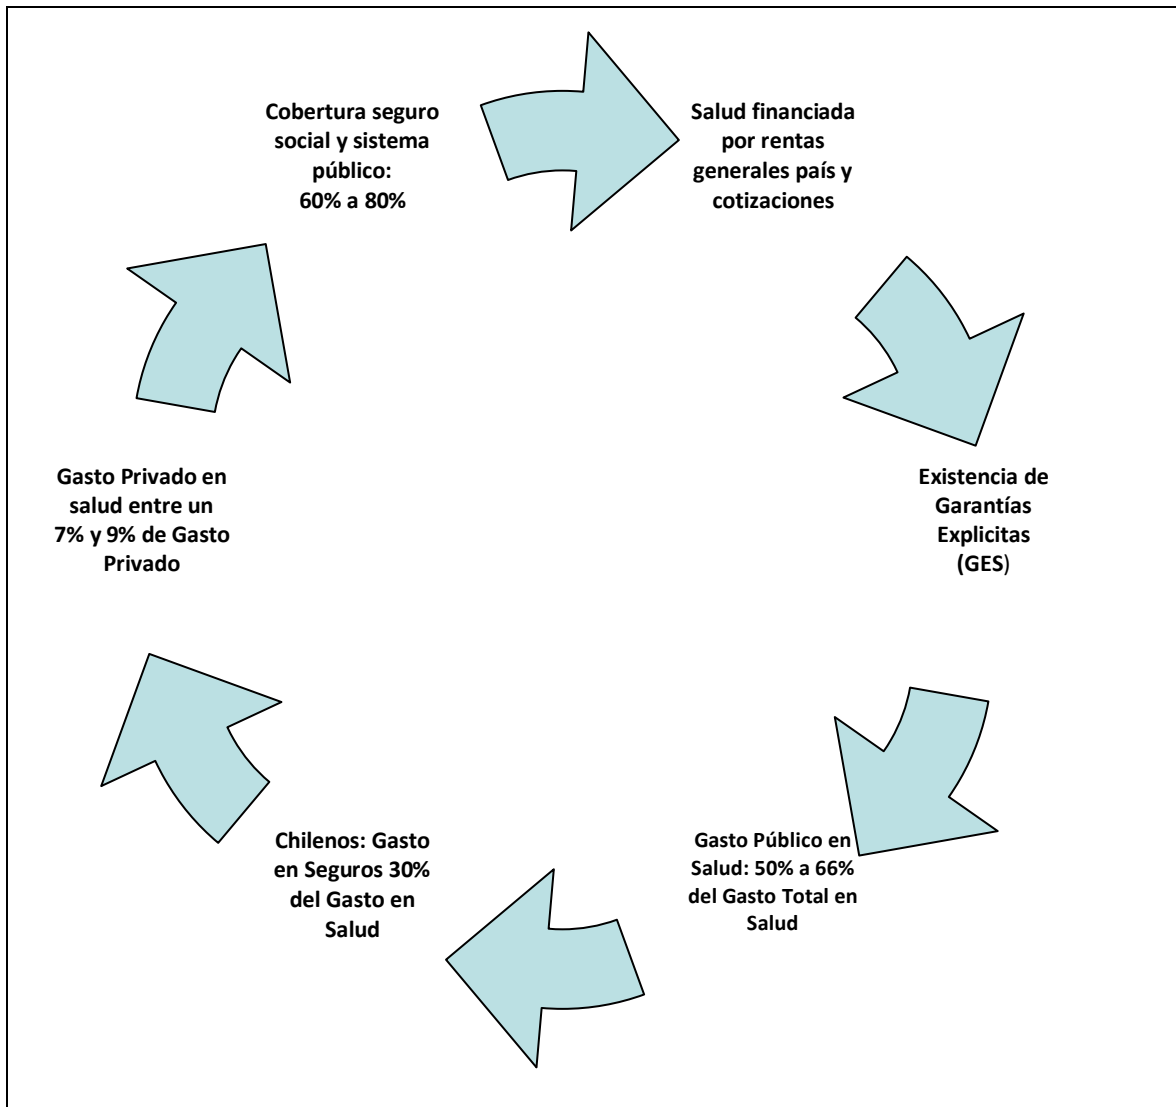 Cobertura seguro
social y sistema
público:
60% a 80%
Salud financiada
por rentas
generales país y
cotizaciones
Existencia de
Garantías
Explicitas
(GES)
Gasto Público en
Salud: 50% a 66%
del Gasto Total en
Salud
Chilenos: Gasto
en Seguros 30%
del Gasto en
Salud
Gasto Privado en
salud entre un
7% y 9% de Gasto
Privado